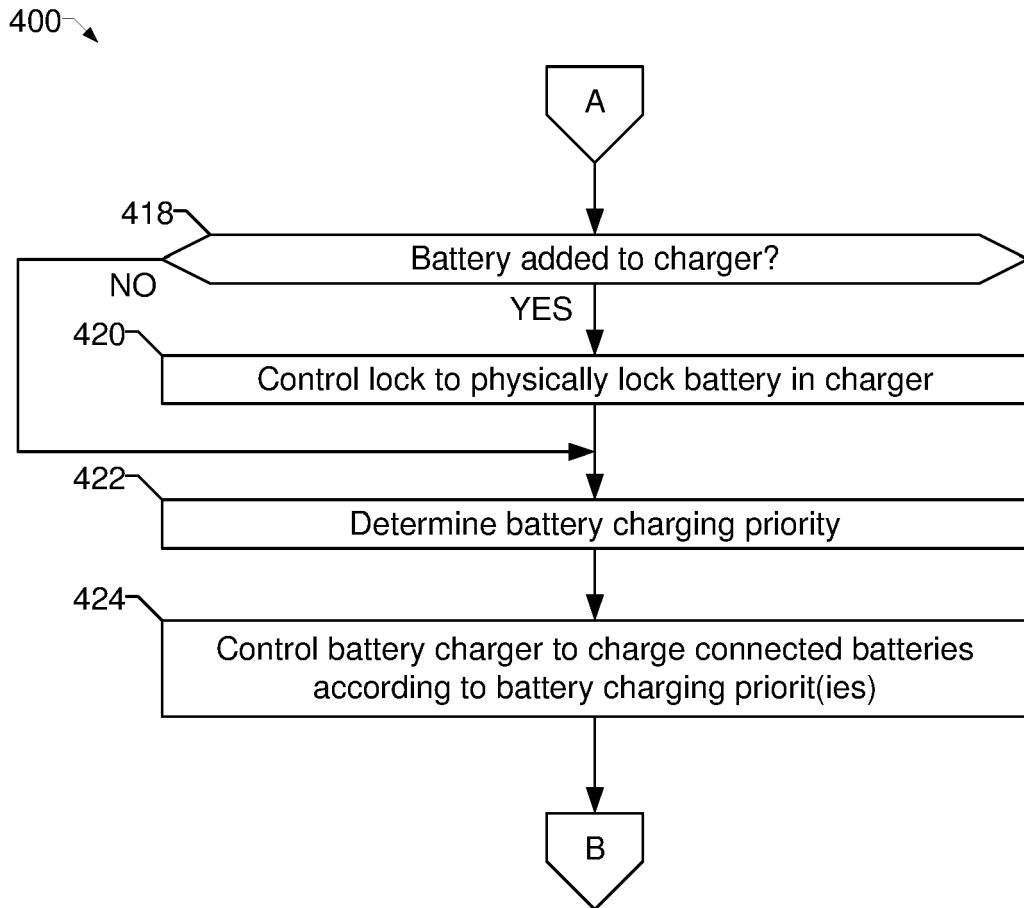 400
A
418
Battery added to charger?
NO
YES
420
Control lock to physically lock battery in charger
422
Determine battery charging priority
424
Control battery charger to charge connected batteries
according to battery charging priorit(ies)
B